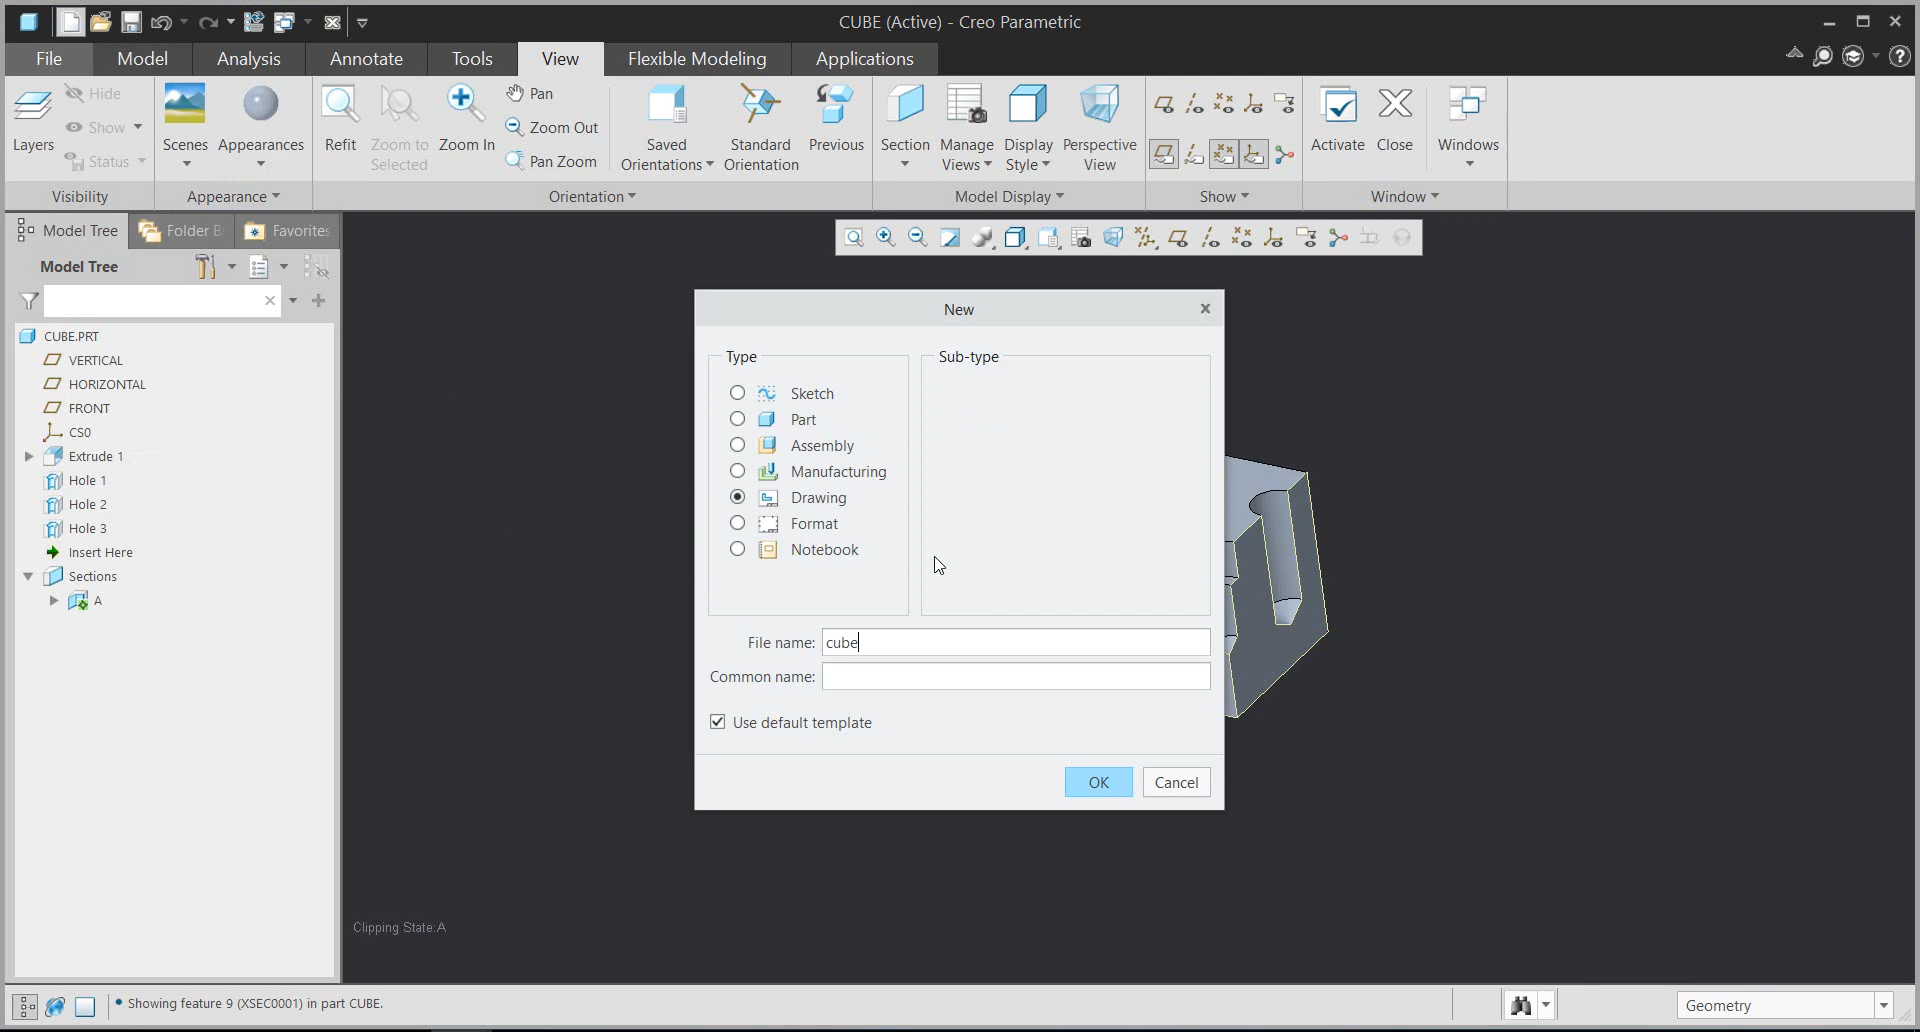 CUBE (Active) - Creo Parametric
File Model Analysis Annotate Tools View Flexible Modeling Applications
Layers
Hide
Show
Status
Scenes
Appearances
Refit
Zoom to Selected
Zoom In
Pan
Zoom Out
Pan Zoom
Saved Orientations
Standard Orientation
Previous
Section
Manage Views
Display Style
Perspective View
Activate
Close
Windows
Visibility Appearance Orientation Model Display Show Window
Model Tree Folder B Favorites
Model Tree
CUBE.PRT
VERTICAL
HORIZONTAL
FRONT
CS0
Extrude 1
Hole 1
Hole 2
Hole 3
Insert Here
Sections
A
New
Type
Sketch
Part
Assembly
Manufacturing
Drawing
Format
Notebook
Sub-type
File name: cube
Common name:
Use default template
OK Cancel
Clipping State:A
Showing feature 9 (XSEC0001) in part CUBE.
Geometry